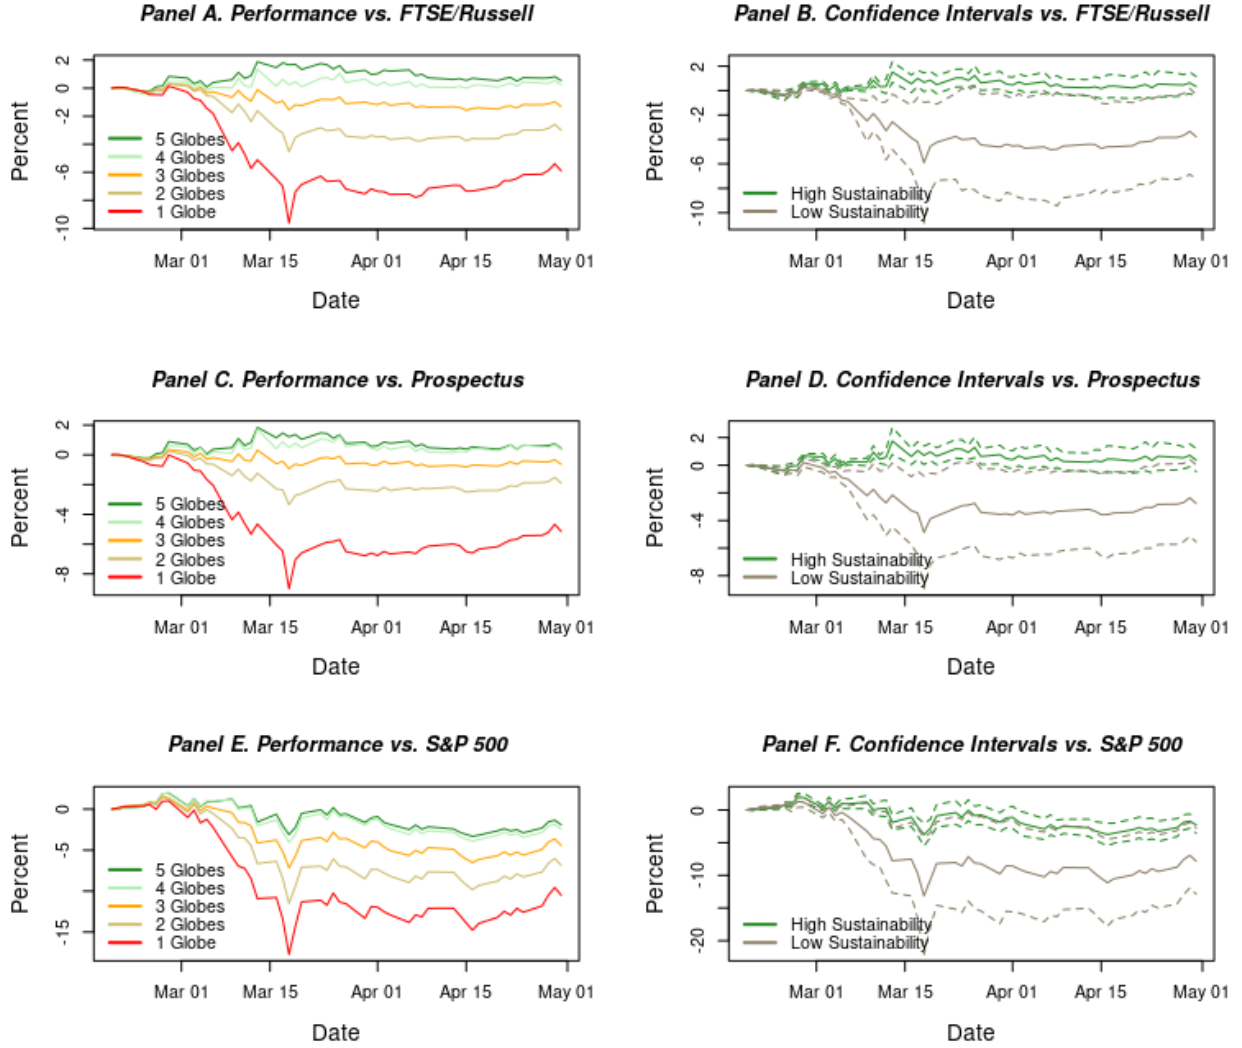 Panel A. Performance vs. FTSE/Russell
Percent
2
0
-2
-6
-10
5 Globes
4 Globes
3 Globes
2 Globes
1 Globe
Mar 01
Mar 15
Apr 01
Apr 15
May 01
Date
Panel B. Confidence Intervals vs. FTSE/Russell
Percent
2
-2
-6
-10
High Sustainability
Low Sustainability
Mar 01
Mar 15
Apr 01
Apr 15
May 01
Date
Panel C. Performance vs. Prospectus
Percent
2
0
-4
-8
5 Globes
4 Globes
3 Globes
2 Globes
1 Globe
Mar 01
Mar 15
Apr 01
Apr 15
May 01
Date
Panel D. Confidence Intervals vs. Prospectus
Percent
2
0
-4
-8
High Sustainability
Low Sustainability
Mar 01
Mar 15
Apr 01
Apr 15
May 01
Date
Panel E. Performance vs. S&P 500
Percent
0
-5
-15
5 Globes
4 Globes
3 Globes
2 Globes
1 Globe
Mar 01
Mar 15
Apr 01
Apr 15
May 01
Date
Panel F. Confidence Intervals vs. S&P 500
Percent
0
-10
-20
High Sustainability
Low Sustainability
Mar 01
Mar 15
Apr 01
Apr 15
May 01
Date